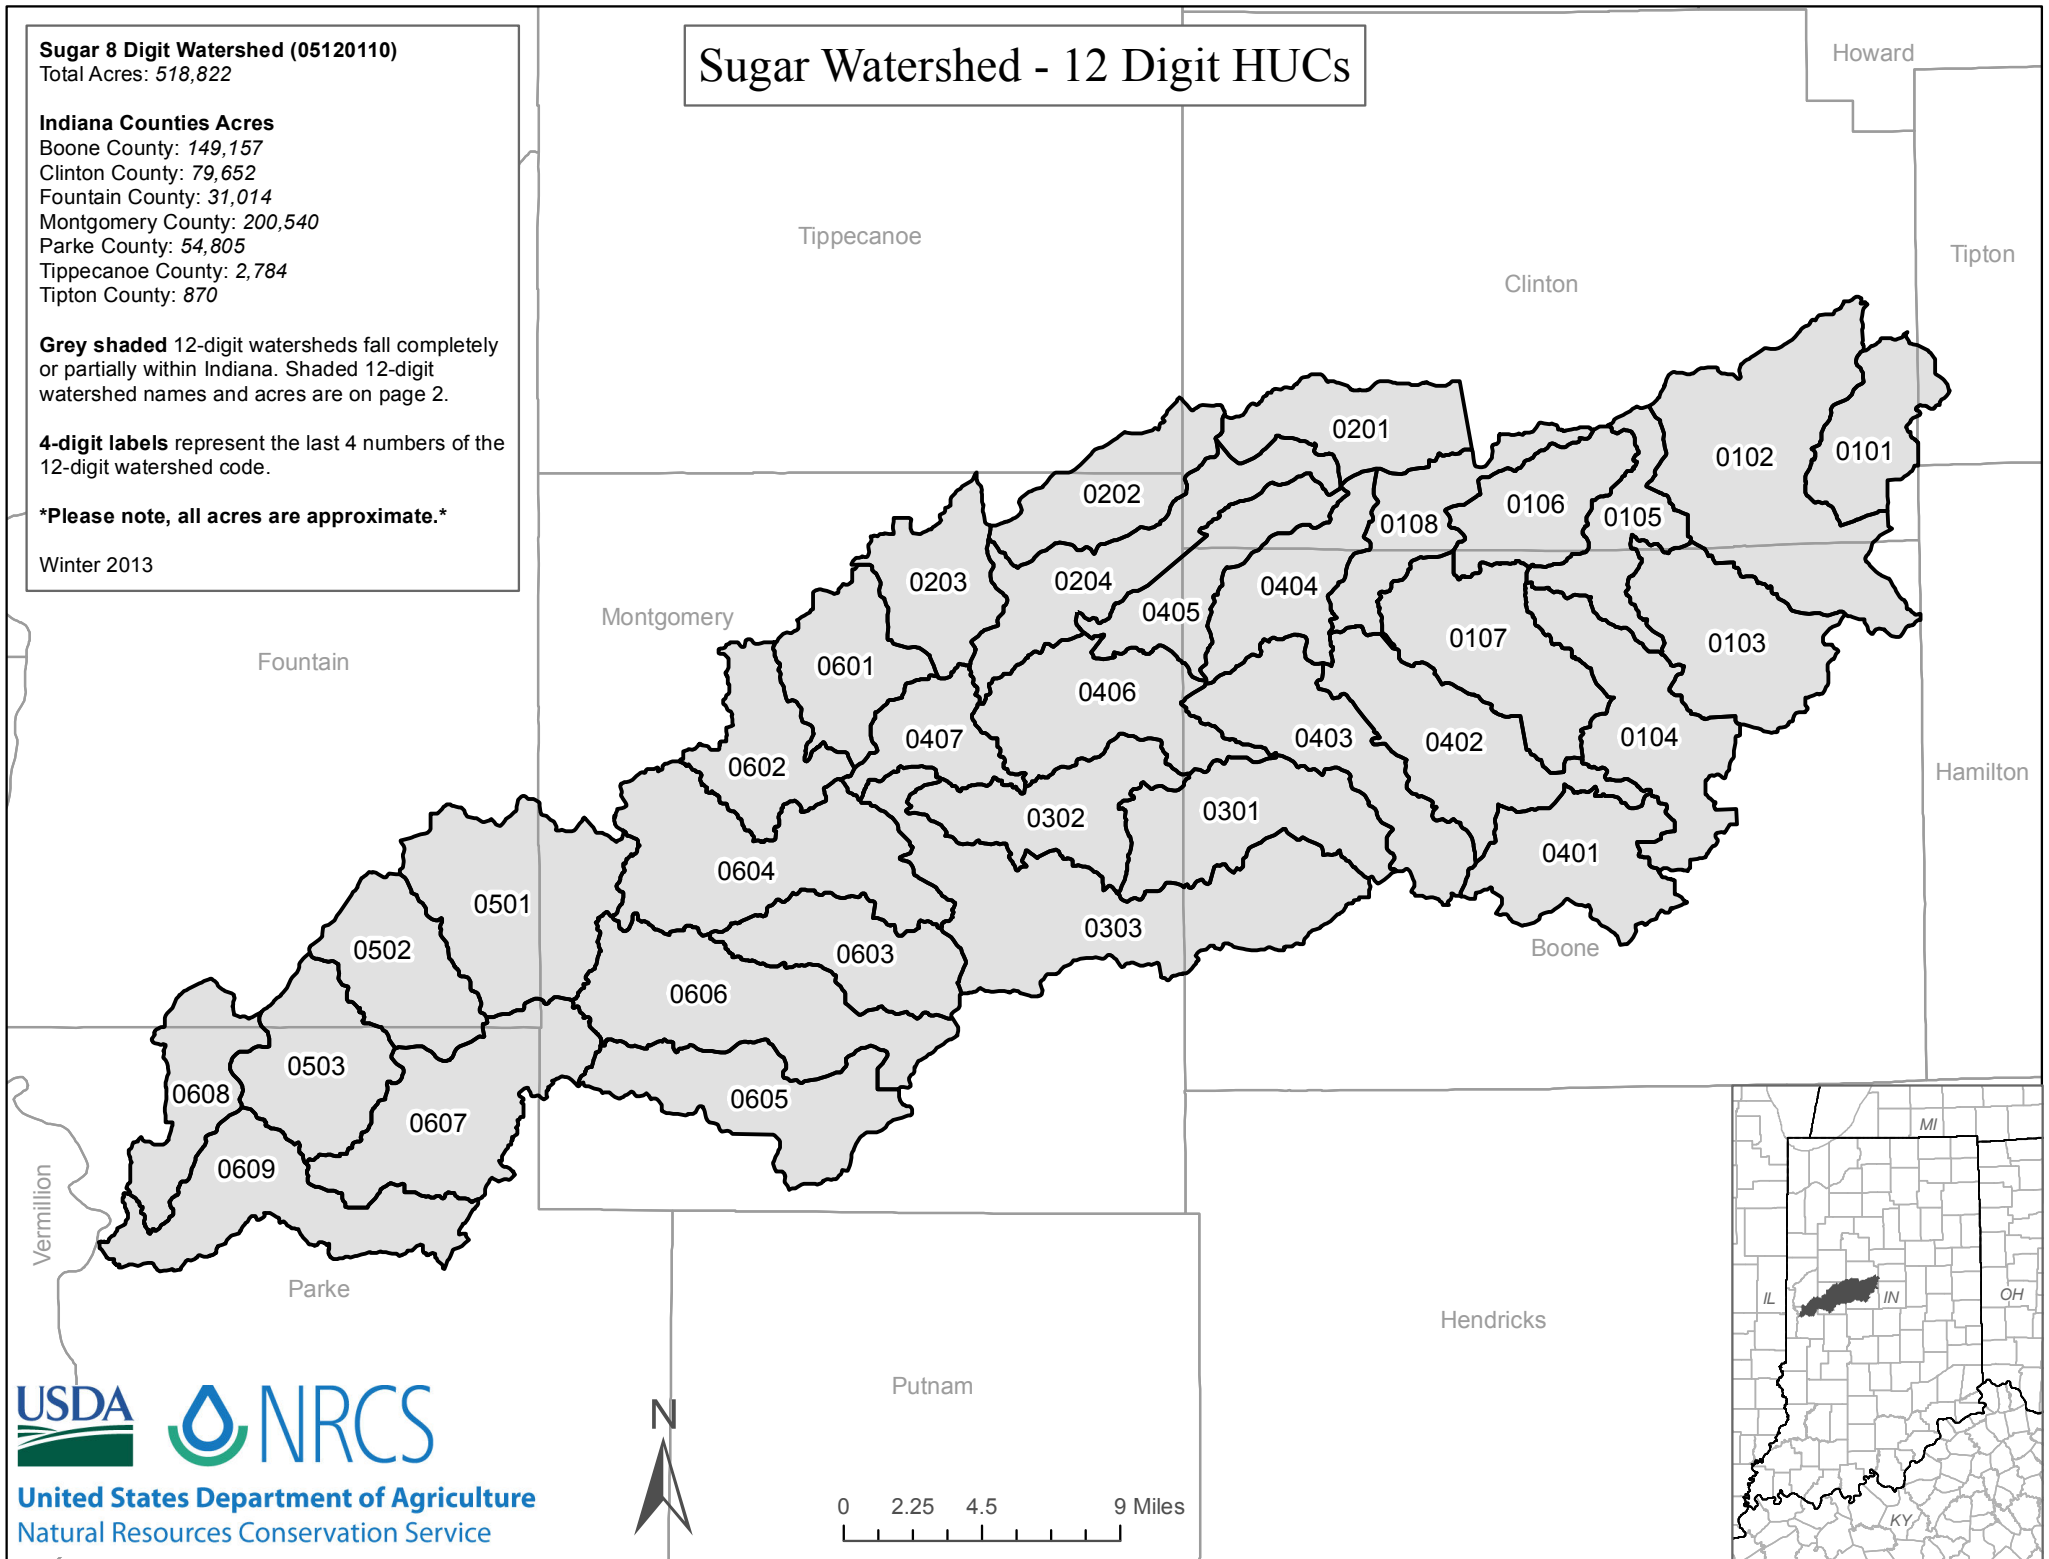 Sugar Watershed - 12 Digit HUCs
Sugar 8 Digit Watershed (05120110)
Total Acres: 518,822
Indiana Counties Acres
Boone County: 149,157
Clinton County: 79,652
Fountain County: 31,014
Montgomery County: 200,540
Parke County: 54,805
Tippecanoe County: 2,784
Tipton County: 870
Grey shaded 12-digit watersheds fall completely
or partially within Indiana. Shaded 12-digit
watershed names and acres are on page 2.
4-digit labels represent the last 4 numbers of the
12-digit watershed code.
*Please note, all acres are approximate.*
Winter 2013
Howard
Tippecanoe
Tipton
Clinton
0201
0101
0102
0202
0106
0105
0108
0203
0204
0404
0405
Montgomery
0107
0103
Fountain
0601
0406
0407
0403
0402
0104
0602
Hamilton
0302
0301
0401
0604
0501
0303
0502
0603
Boone
0606
0503
0608
0605
0607
0609
Vermillion
Parke
Hendricks
Putnam
MI
IL
IN
OH
KY
USDA
NRCS
United States Department of Agriculture
Natural Resources Conservation Service
N
0 2.25 4.5 9 Miles